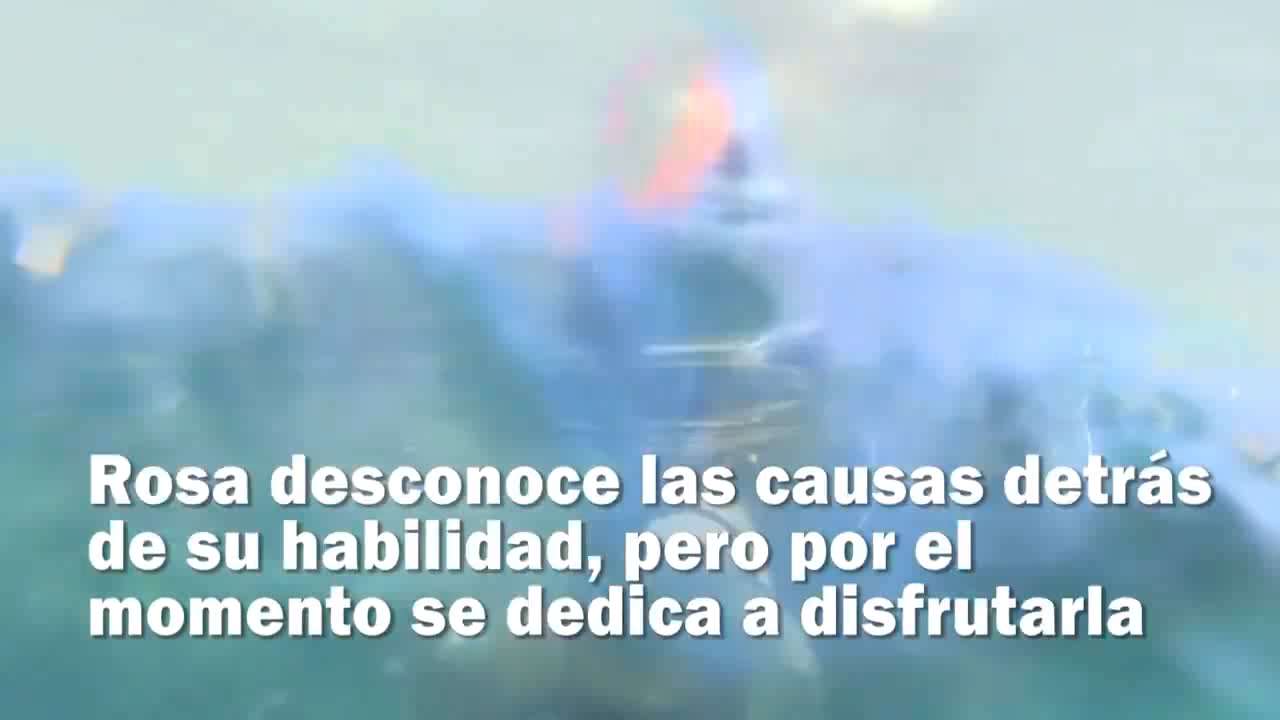 Rosa desconoce las causas detrás
de su habilidad, pero por el
momento se dedica a disfrutarla